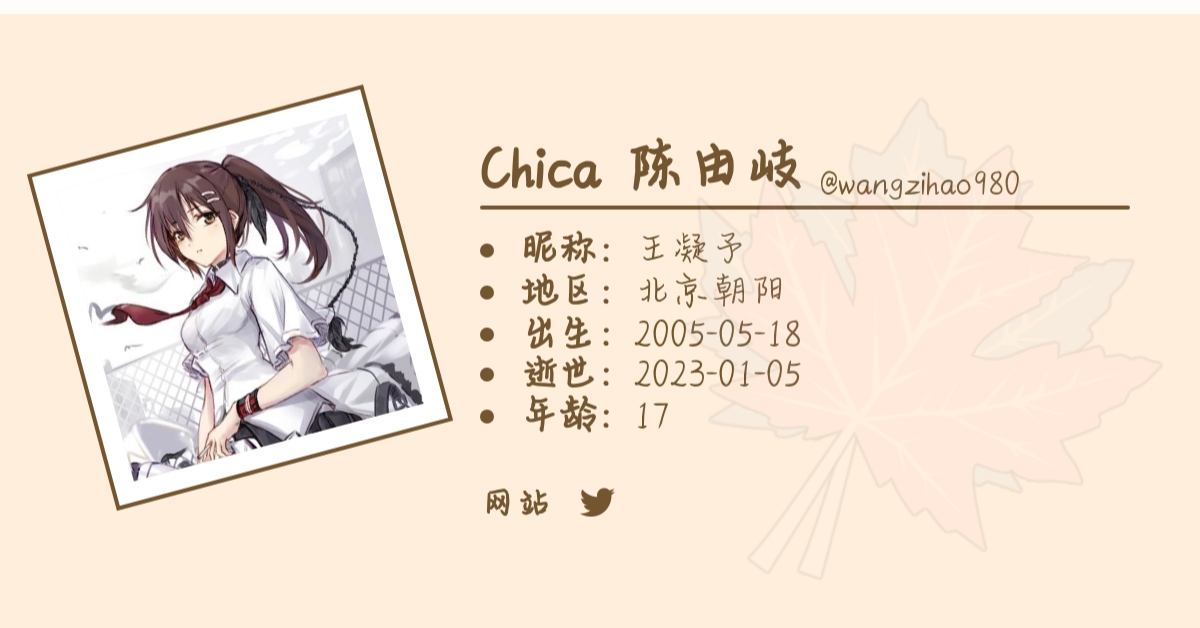 Chica 陈由岐 @wangzihao980
• 昵称: 王凝予
• 地区: 北京朝阳
• 出生: 2005-05-18
• 逝世: 2023-01-05
• 年龄: 17
网站